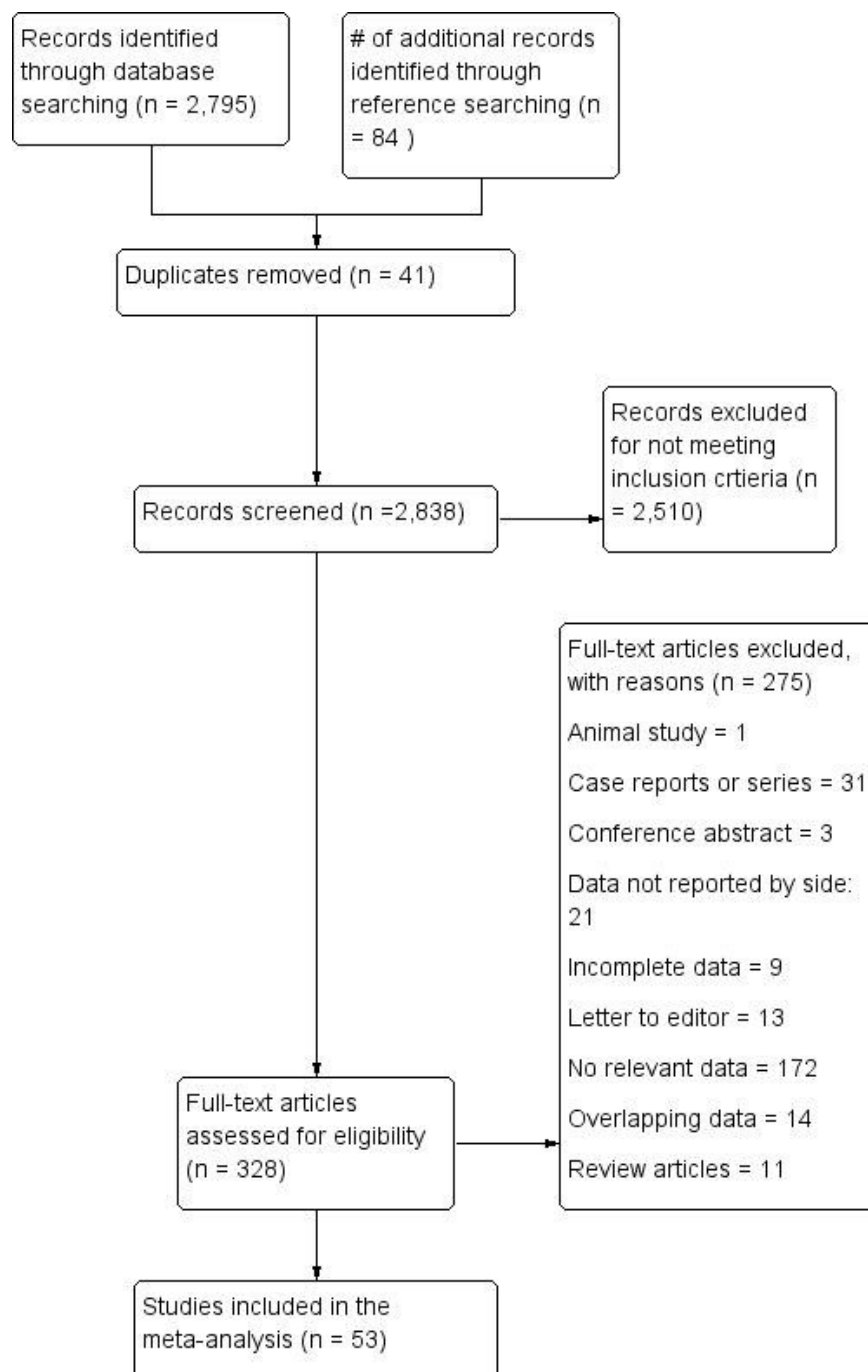 Records identified
through database
searching (n = 2,795)
# of additional records
identified through
reference searching (n
= 84 )
Duplicates removed (n = 41)
Records excluded
for not meeting
inclusion crtieria (n
= 2,510)
Records screened (n =2,838)
Full-text articles excluded,
with reasons (n = 275)
Animal study = 1
Case reports or series = 31
Conference abstract = 3
Data not reported by side:
21
Incomplete data = 9
Letter to editor = 13
No relevant data = 172
Overlapping data = 14
Review articles = 11
Full-text articles
assessed for eligibility
(n = 328)
Studies included in the
meta-analysis (n = 53)